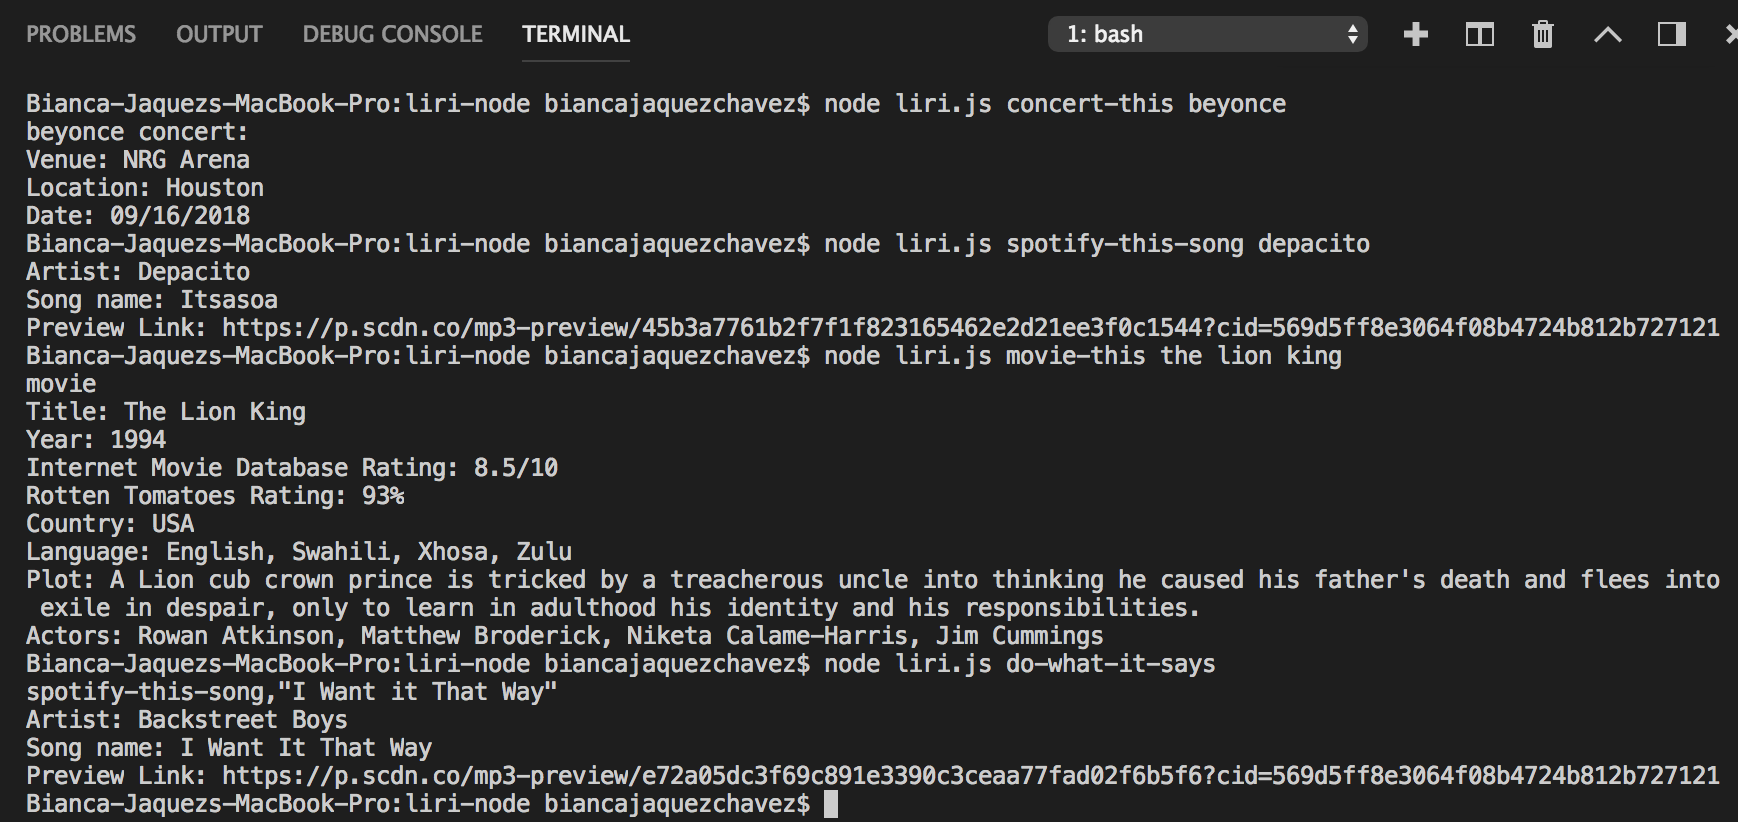 PROBLEMS OUTPUT DEBUG CONSOLE TERMINAL 1: bash
Bianca-Jaquezs-MacBook-Pro:liri-node biancajaquezchavez$ node liri.js concert-this beyonce
beyonce concert:
Venue: NRG Arena
Location: Houston
Date: 09/16/2018
Bianca-Jaquezs-MacBook-Pro:liri-node biancajaquezchavez$ node liri.js spotify-this-song depacito
Artist: Depacito
Song name: Itsasoa
Preview Link: https://p.scdn.co/mp3-preview/45b3a7761b2f7f1f823165462e2d21ee3f0c1544?cid=569d5ff8e3064f08b4724b812b727121
Bianca-Jaquezs-MacBook-Pro:liri-node biancajaquezchavez$ node liri.js movie-this the lion king
movie
Title: The Lion King
Year: 1994
Internet Movie Database Rating: 8.5/10
Rotten Tomatoes Rating: 93%
Country: USA
Language: English, Swahili, Xhosa, Zulu
Plot: A Lion cub crown prince is tricked by a treacherous uncle into thinking he caused his father's death and flees into
exile in despair, only to learn in adulthood his identity and his responsibilities.
Actors: Rowan Atkinson, Matthew Broderick, Niketa Calame-Harris, Jim Cummings
Bianca-Jaquezs-MacBook-Pro:liri-node biancajaquezchavez$ node liri.js do-what-it-says
spotify-this-song,"I Want it That Way"
Artist: Backstreet Boys
Song name: I Want It That Way
Preview Link: https://p.scdn.co/mp3-preview/e72a05dc3f69c891e3390c3ceaa77fad02f6b5f6?cid=569d5ff8e3064f08b4724b812b727121
Bianca-Jaquezs-MacBook-Pro:liri-node biancajaquezchavez$